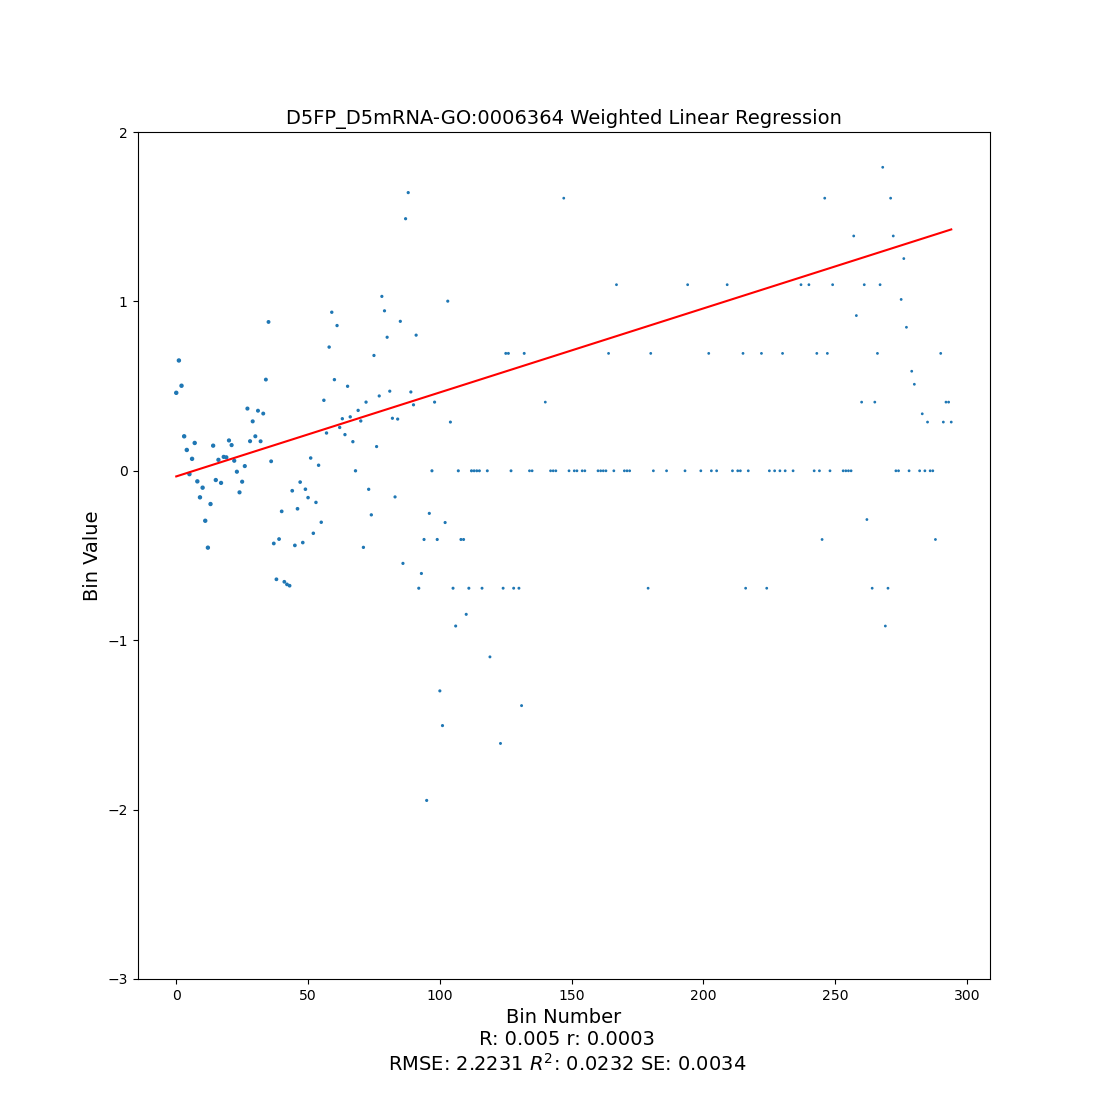 D5FP_D5mRNA-GO:0006364 Weighted Linear Regression
2
1
0
−1
−2
−3
Bin Value
0 50 100 150 200 250 300
Bin Number
R: 0.005 r: 0.0003
RMSE: 2.2231 R²: 0.0232 SE: 0.0034